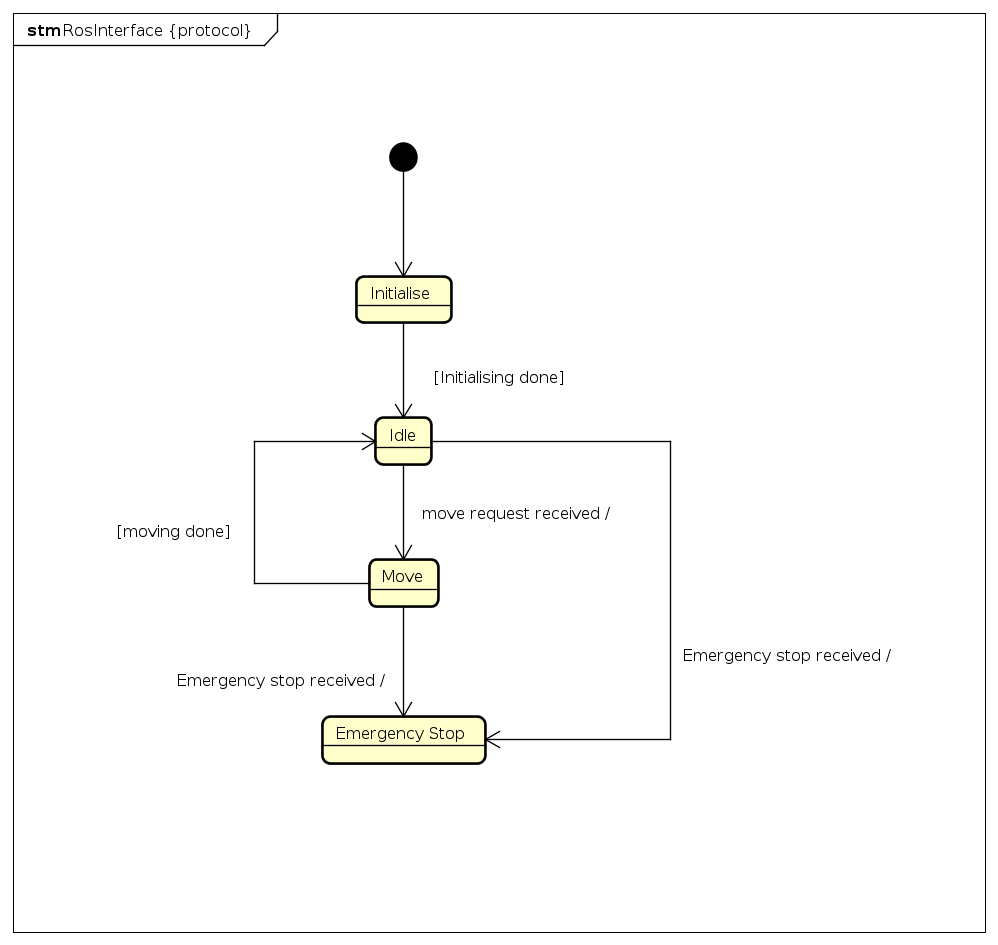 stm RosInterface {protocol}
Initialise
[Initialising done]
Idle
move request received /
[moving done]
Move
Emergency stop received /
Emergency stop received /
Emergency Stop